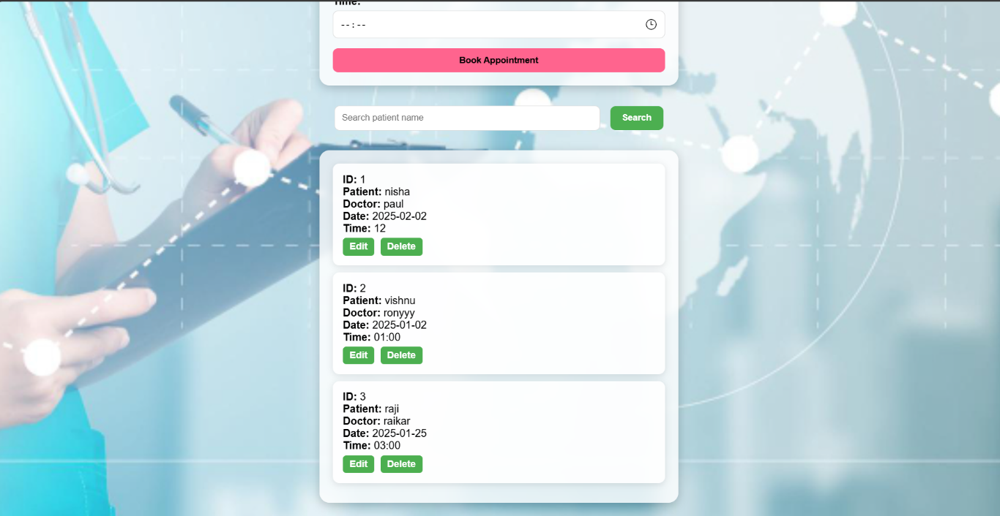 Time:
--:--
Book Appointment
Search patient name Search
ID: 1
Patient: nisha
Doctor: paul
Date: 2025-02-02
Time: 12
Edit Delete
ID: 2
Patient: vishnu
Doctor: ronyyy
Date: 2025-01-02
Time: 01:00
Edit Delete
ID: 3
Patient: raji
Doctor: raikar
Date: 2025-01-25
Time: 03:00
Edit Delete